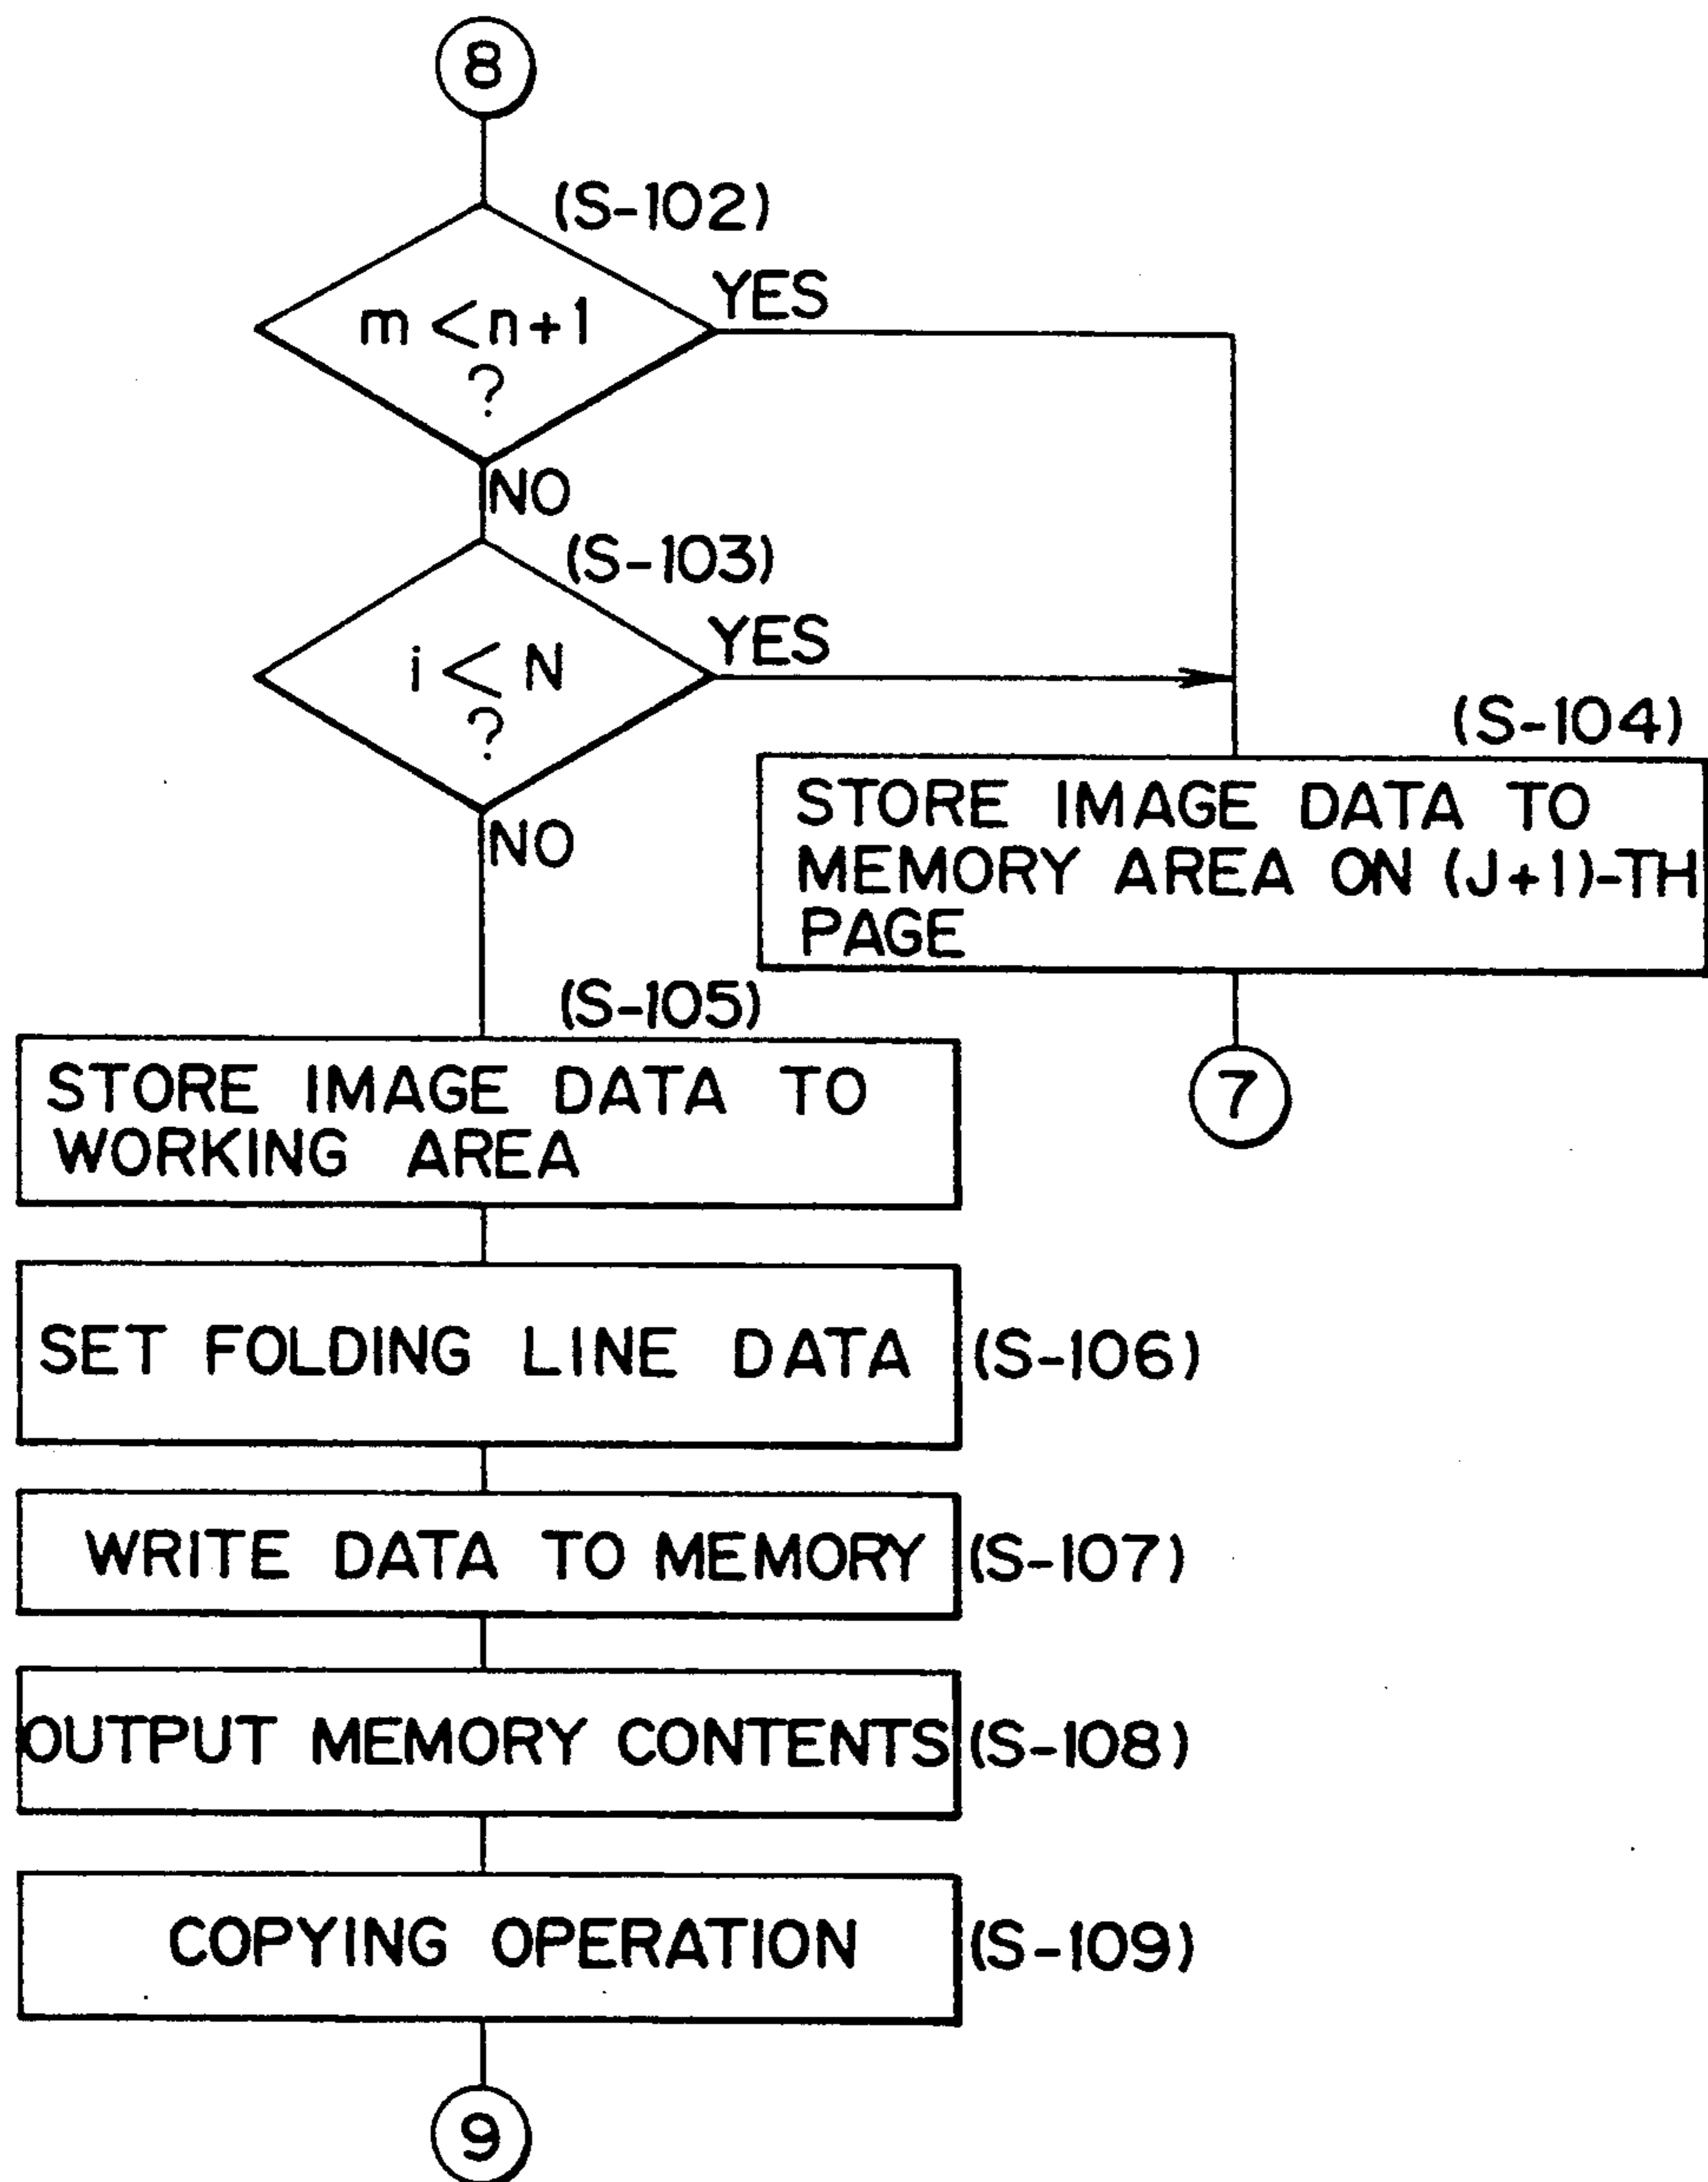 8
(S-102)
m<n+1
?
YES
NO
(S-103)
i<N
?
YES
NO
(S-104)
STORE IMAGE DATA TO
MEMORY AREA ON (J+1)-TH
PAGE
7
(S-105)
STORE IMAGE DATA TO
WORKING AREA
SET FOLDING LINE DATA (S-106)
WRITE DATA TO MEMORY (S-107)
OUTPUT MEMORY CONTENTS (S-108)
COPYING OPERATION (S-109)
9